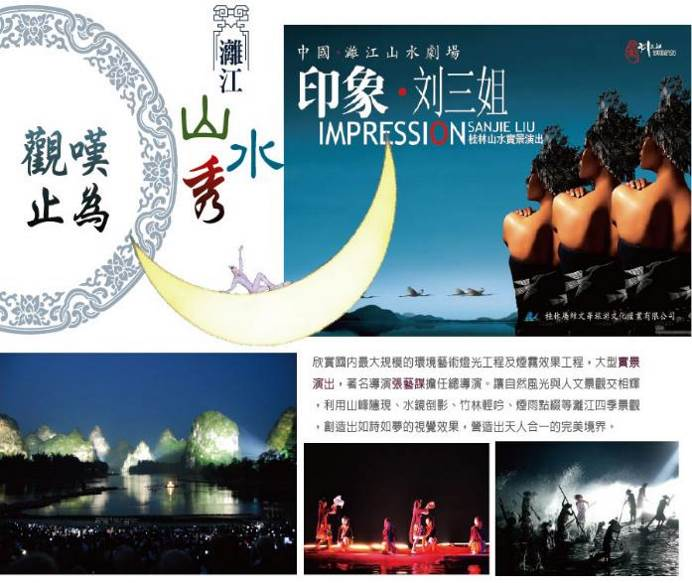 灕江
山水秀
嘆為
觀止
中國·灕江山水劇場
印象·刘三姐
IMPRESSION SANJIE LIU
桂林山水實景演出
欣賞國內最大規模的環境藝術燈光工程及煙霧效果工程，大型實景
演出，著名導演張藝謀擔任總導演。讓自然風光與人文景觀交相輝
，利用山峰隱現、水鏡倒影、竹林輕吟、煙雨點綴等灕江四季景觀
，創造出如詩如夢的視覺效果，營造出天人合一的完美境界。